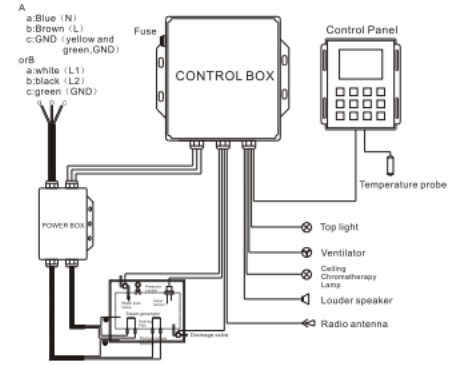 A
a:Blue (N)
b:Brown (L)
c:GND (yellow and
green,GND)
orB
a:white (L1)
b:black (L2)
c:green (GND)
Fuse
CONTROL BOX
Control Panel
Temperature probe
POWER BOX
Top light
Ventilator
Ceiling
Chromatherapy
Lamp
Louder speaker
Radio antenna
Steam generator
Drainage valve